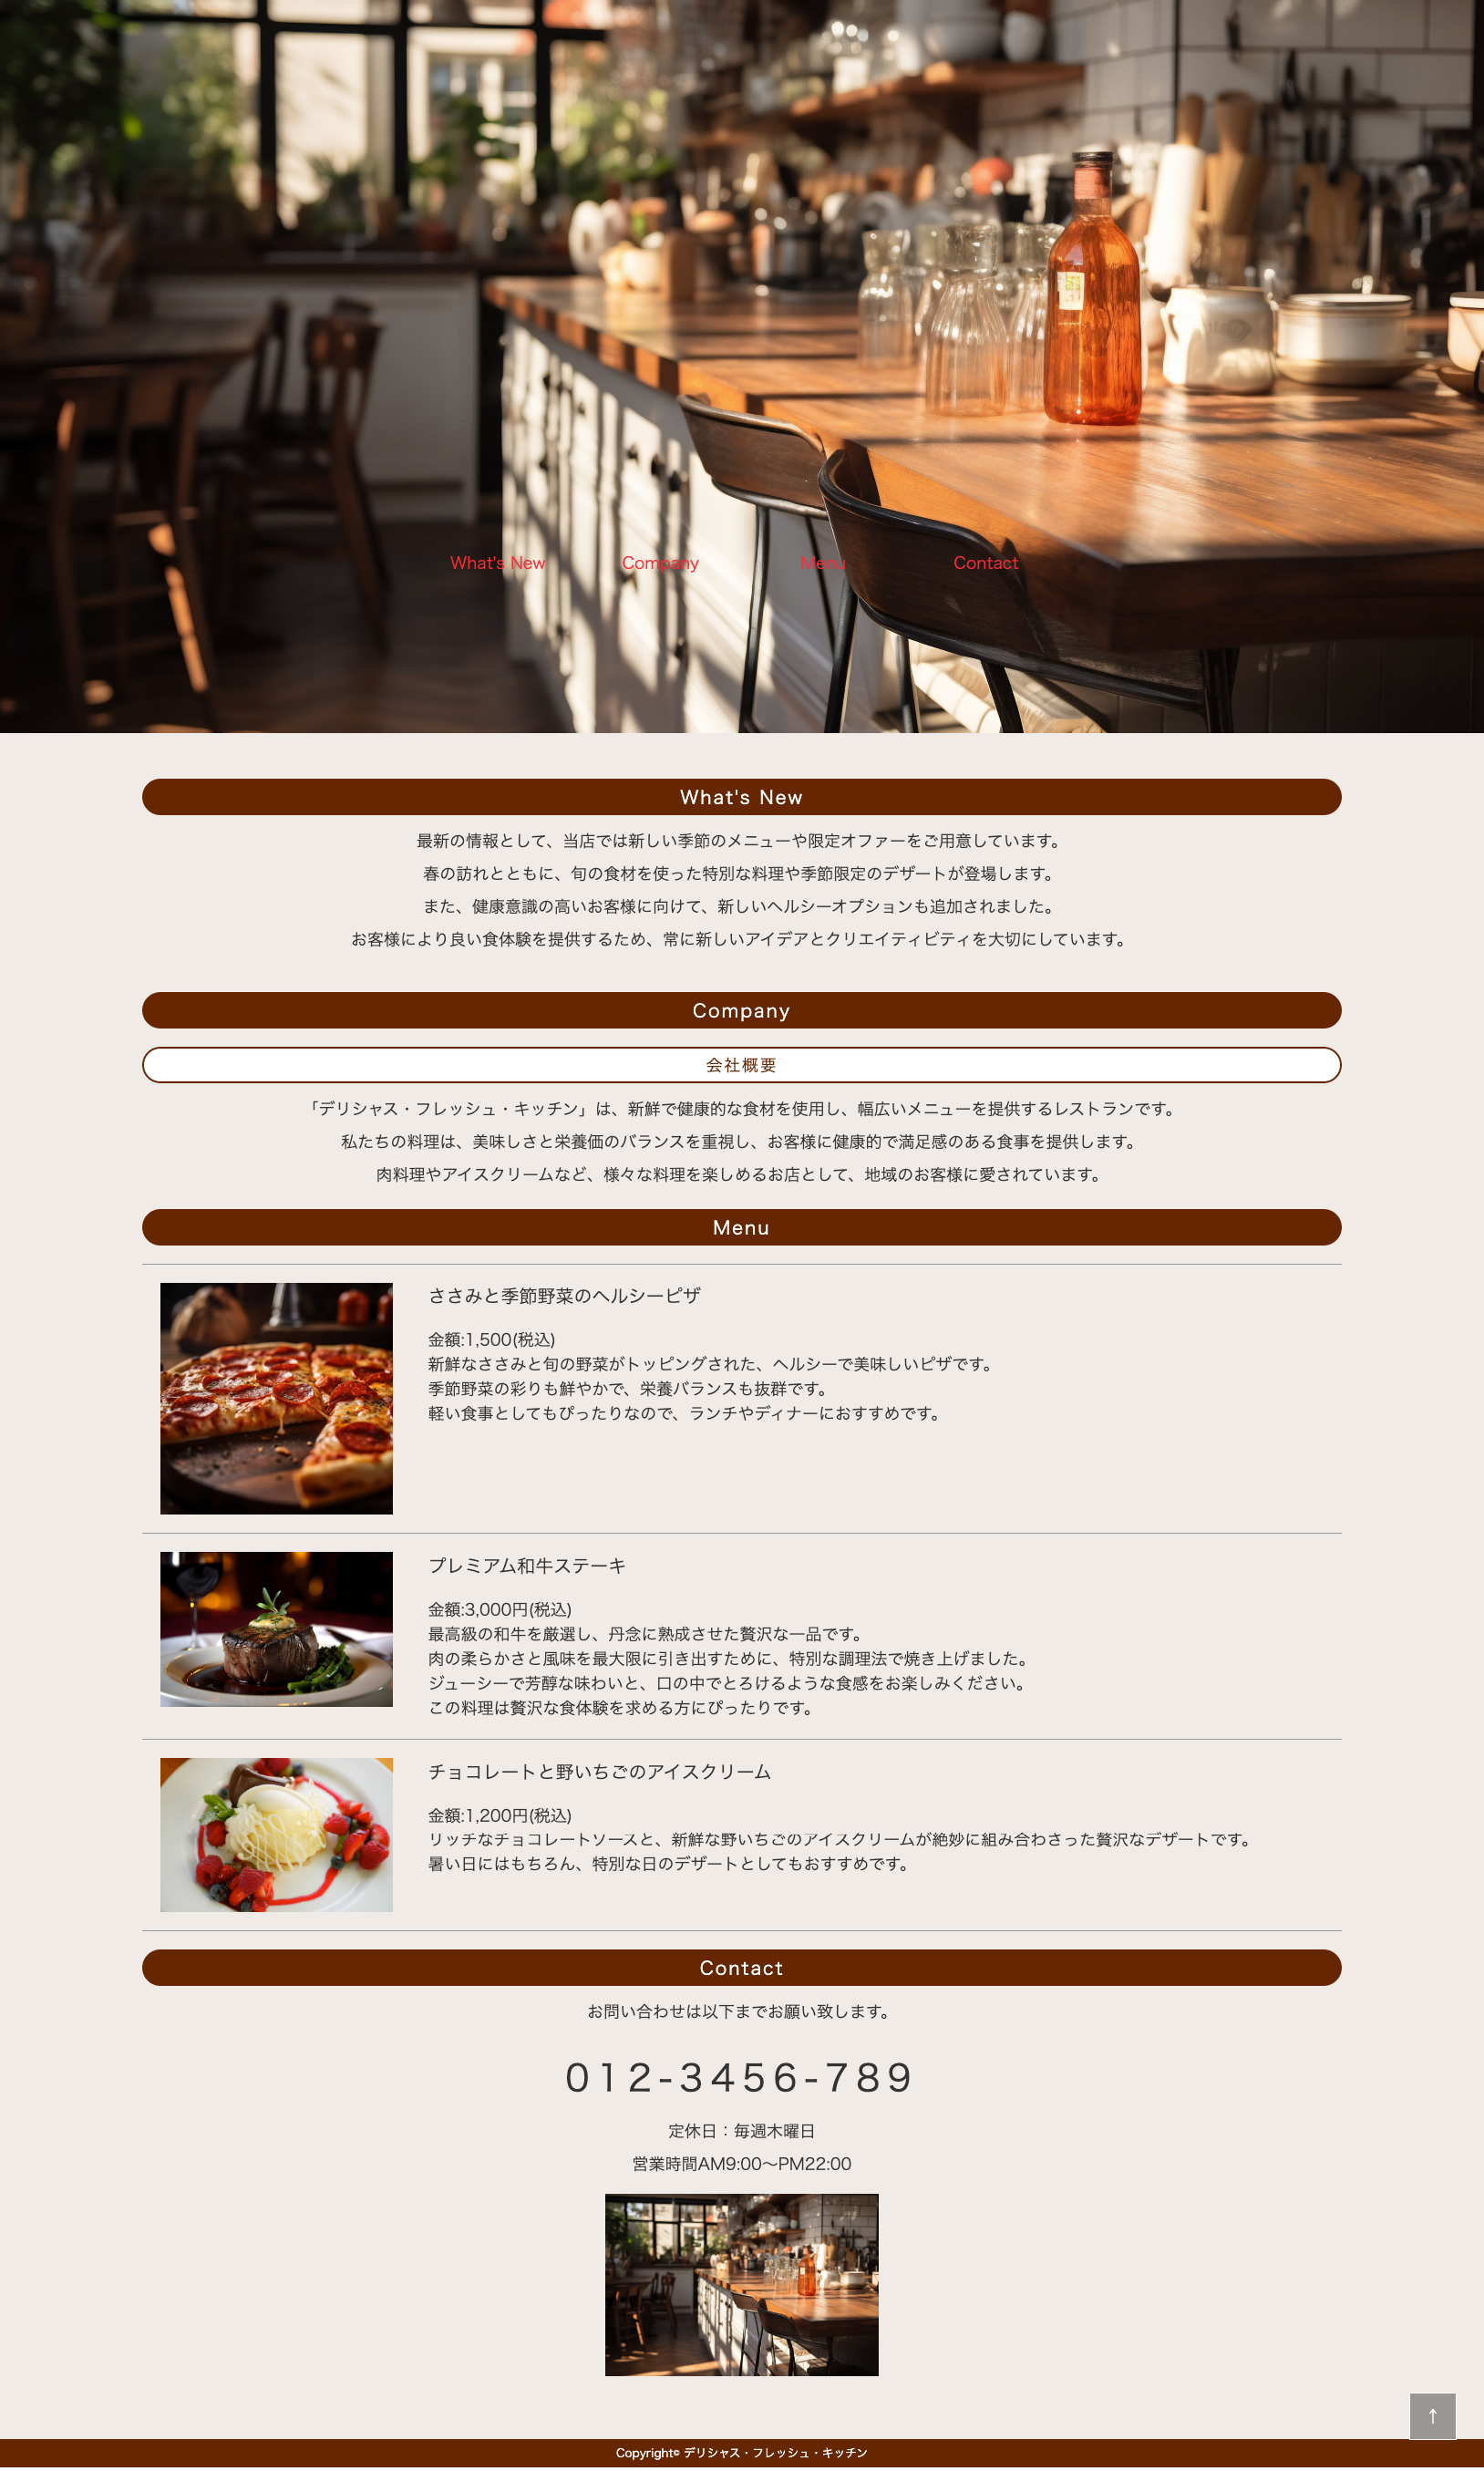 What's New
Company
Menu
Contact
What's New
最新の情報として、当店では新しい季節のメニューや限定オファーをご用意しています。
春の訪れとともに、旬の食材を使った特別な料理や季節限定のデザートが登場します。
また、健康意識の高いお客様に向けて、新しいヘルシーオプションも追加されました。
お客様により良い食体験を提供するため、常に新しいアイデアとクリエイティビティを大切にしています。
Company
会社概要
「デリシャス・フレッシュ・キッチン」は、新鮮で健康的な食材を使用し、幅広いメニューを提供するレストランです。
私たちの料理は、美味しさと栄養価のバランスを重視し、お客様に健康的で満足感のある食事を提供します。
肉料理やアイスクリームなど、様々な料理を楽しめるお店として、地域のお客様に愛されています。
Menu
ささみと季節野菜のヘルシーピザ
金額:1,500(税込)
新鮮なささみと旬の野菜がトッピングされた、ヘルシーで美味しいピザです。
季節野菜の彩りも鮮やかで、栄養バランスも抜群です。
軽い食事としてもぴったりなので、ランチやディナーにおすすめです。
プレミアム和牛ステーキ
金額:3,000円(税込)
最高級の和牛を厳選し、丹念に熟成させた贅沢な一品です。
肉の柔らかさと風味を最大限に引き出すために、特別な調理法で焼き上げました。
ジューシーで芳醇な味わいと、口の中でとろけるような食感をお楽しみください。
この料理は贅沢な食体験を求める方にぴったりです。
チョコレートと野いちごのアイスクリーム
金額:1,200円(税込)
リッチなチョコレートソースと、新鮮な野いちごのアイスクリームが絶妙に組み合わさった贅沢なデザートです。
暑い日にはもちろん、特別な日のデザートとしてもおすすめです。
Contact
お問い合わせは以下までお願い致します。
012-3456-789
定休日：毎週木曜日
営業時間AM9:00〜PM22:00
↑
Copyright© デリシャス・フレッシュ・キッチン